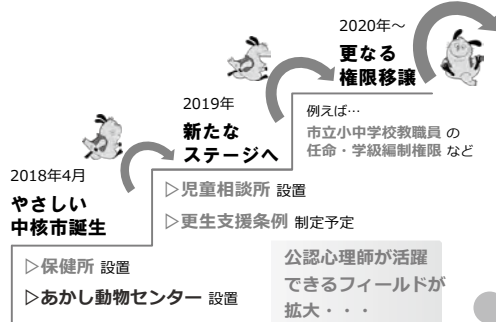 2018年4月
やさしい
中核市誕生
▷保健所 設置
▷あかし動物センター 設置
2019年
新たな
ステージへ
▷児童相談所 設置
▷更生支援条例 制定予定
2020年～
更なる
権限移譲
例えば…
市立小中学校教職員 の
任命・学級編制権限 など
公認心理師が活躍
できるフィールドが
拡大・・・